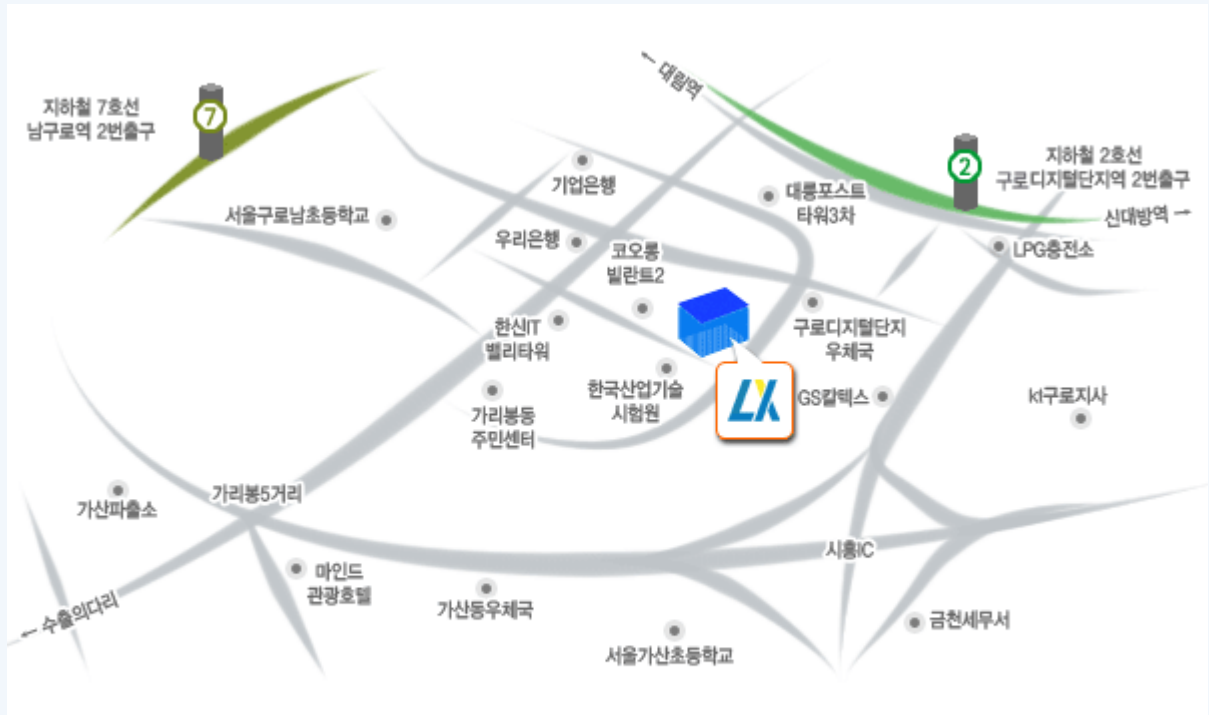 ← 대림역
지하철 7호선
남구로역 2번출구
7
2
지하철 2호선
구로디지털단지역 2번출구
신대방역 →
기업은행
대륭포스트
타워3차
서울구로남초등학교
우리은행
코오롱
빌란트2
LPG충전소
한신IT
밸리타워
구로디지털단지
우체국
한국산업기술
시험원
LX
GS칼텍스
kt구로지사
가리봉동
주민센터
가리봉5거리
가산파출소
시흥IC
마인드
관광호텔
가산동우체국
← 수출의다리
금천세무서
서울가산초등학교